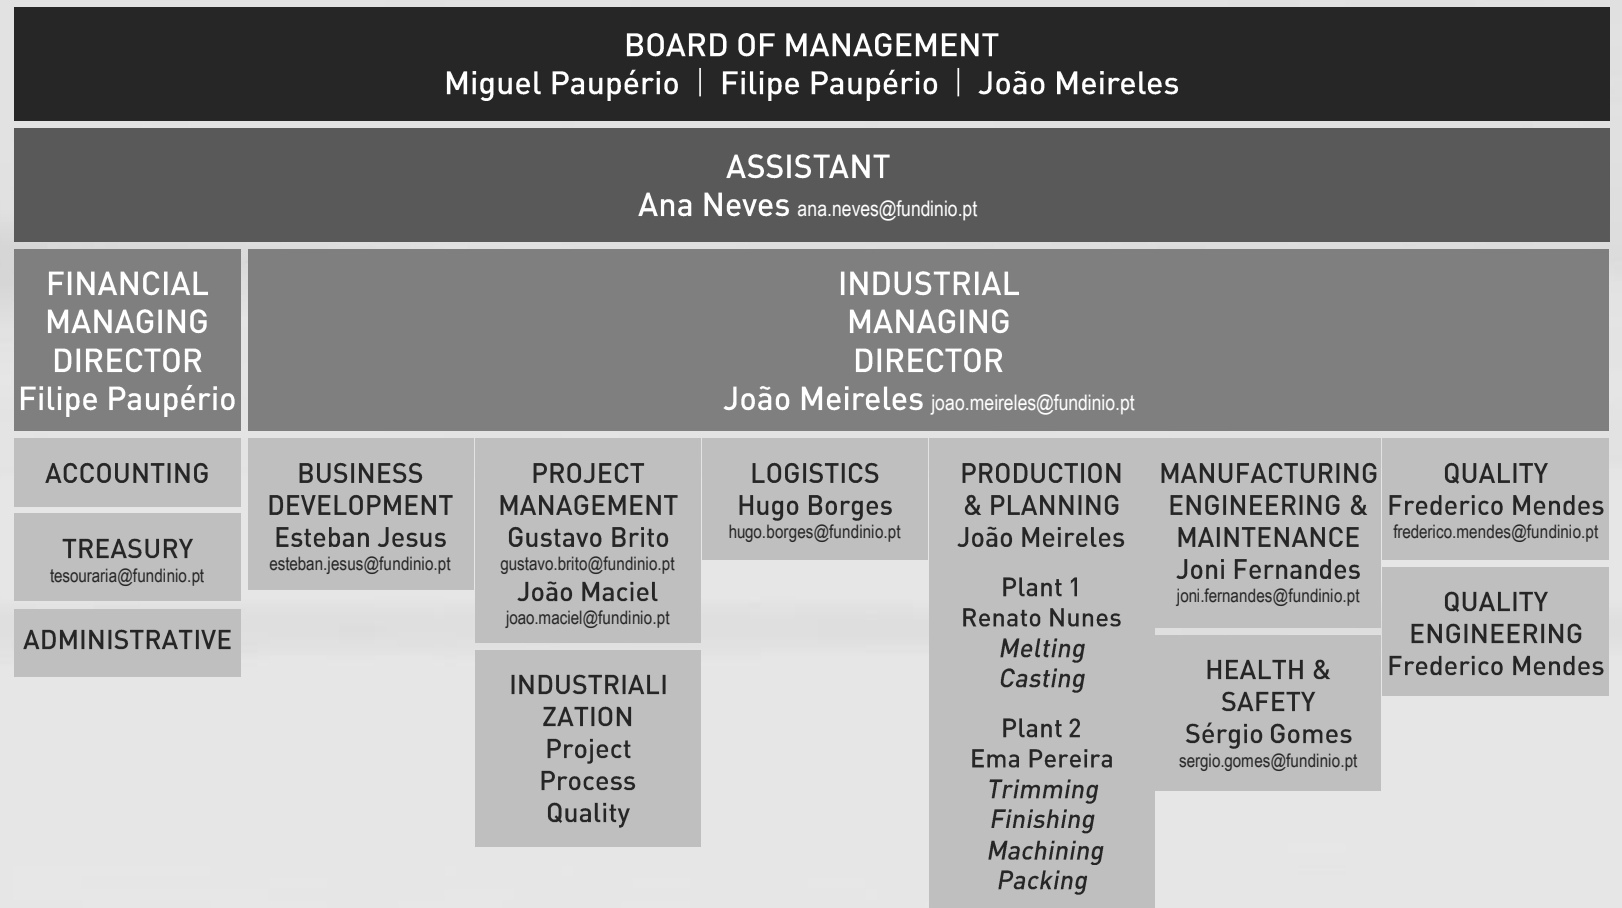 BOARD OF MANAGEMENT
Miguel Paupério | Filipe Paupério | João Meireles
ASSISTANT
Ana Neves ana.neves@fundinio.pt
FINANCIAL
MANAGING
DIRECTOR
Filipe Paupério
INDUSTRIAL
MANAGING
DIRECTOR
João Meireles joao.meireles@fundinio.pt
ACCOUNTING
TREASURY
tesouraria@fundinio.pt
ADMINISTRATIVE
BUSINESS
DEVELOPMENT
Esteban Jesus
esteban.jesus@fundinio.pt
PROJECT
MANAGEMENT
Gustavo Brito
gustavo.brito@fundinio.pt
João Maciel
joao.maciel@fundinio.pt
INDUSTRIALI
ZATION
Project
Process
Quality
LOGISTICS
Hugo Borges
hugo.borges@fundinio.pt
PRODUCTION
& PLANNING
João Meireles
Plant 1
Renato Nunes
Melting
Casting
Plant 2
Ema Pereira
Trimming
Finishing
Machining
Packing
MANUFACTURING
ENGINEERING &
MAINTENANCE
Joni Fernandes
joni.fernandes@fundinio.pt
HEALTH &
SAFETY
Sérgio Gomes
sergio.gomes@fundinio.pt
QUALITY
Frederico Mendes
frederico.mendes@fundinio.pt
QUALITY
ENGINEERING
Frederico Mendes